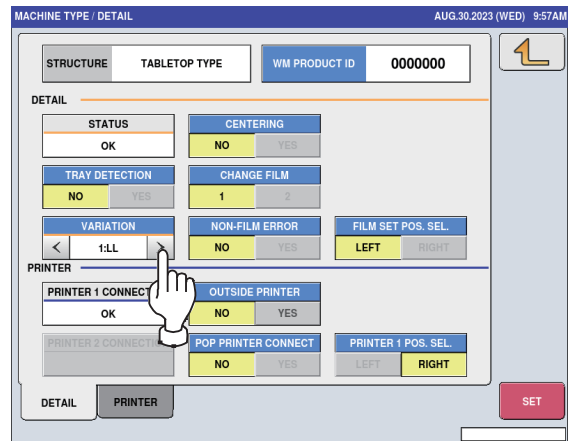 MACHINE TYPE / DETAIL AUG.30.2023 (WED) 9:57AM
STRUCTURE TABLETOP TYPE WM PRODUCT ID 0000000
DETAIL
STATUS CENTERING
OK NO YES
TRAY DETECTION CHANGE FILM
NO YES 1 2
VARIATION NON-FILM ERROR FILM SET POS. SEL.
< 1:LL > NO YES LEFT RIGHT
PRINTER
PRINTER 1 CONNECT OUTSIDE PRINTER
OK NO YES
PRINTER 2 CONNECTION POP PRINTER CONNECT PRINTER 1 POS. SEL.
NO YES LEFT RIGHT
DETAIL PRINTER SET